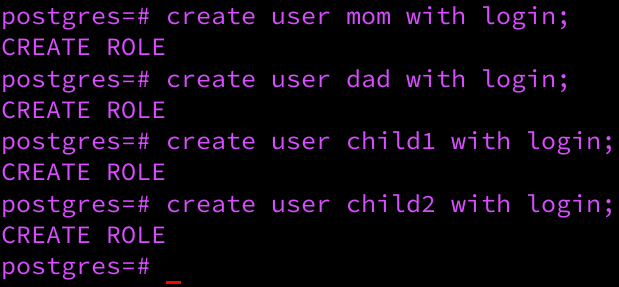 postgres=# create user mom with login;
CREATE ROLE
postgres=# create user dad with login;
CREATE ROLE
postgres=# create user child1 with login;
CREATE ROLE
postgres=# create user child2 with login;
CREATE ROLE
postgres=#